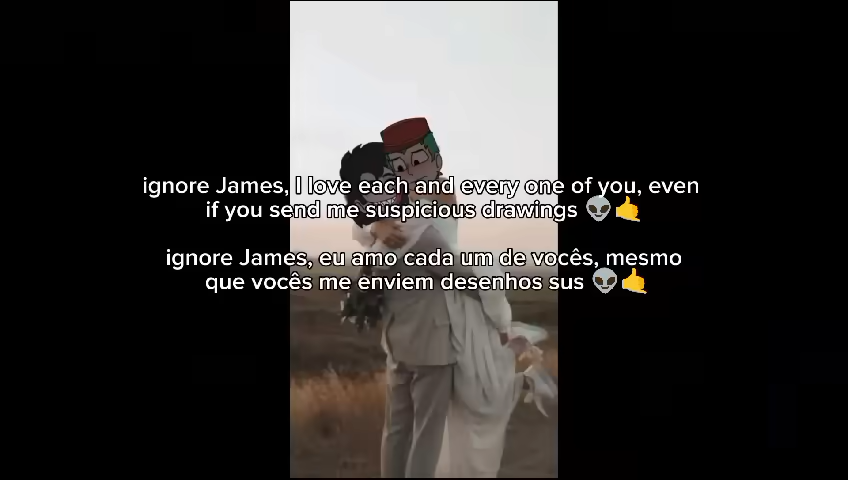 ignore James, I love each and every one of you, even
if you send me suspicious drawings 👽🤙
ignore James, eu amo cada um de vocês, mesmo
que vocês me enviem desenhos sus 👽🤙